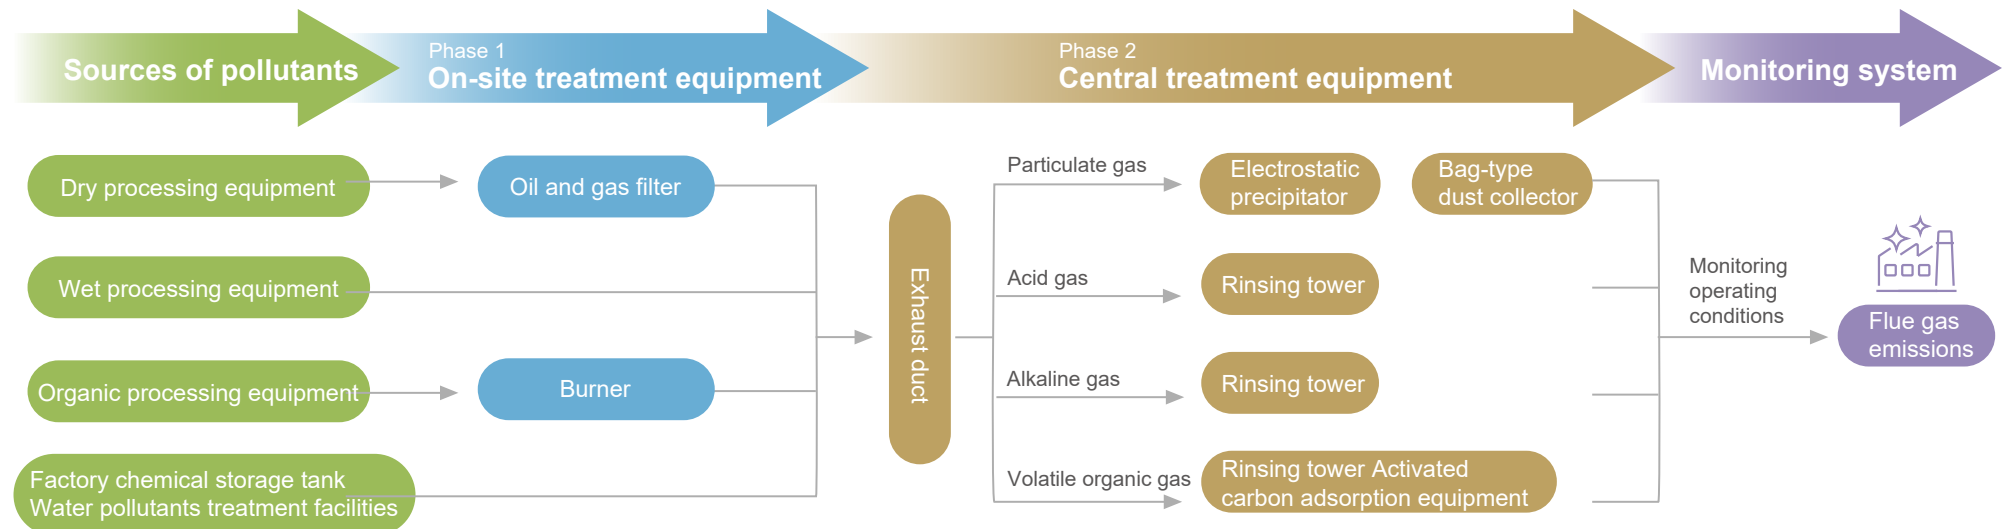 Sources of pollutants
Phase 1
On-site treatment equipment
Phase 2
Central treatment equipment
Monitoring system
Dry processing equipment
Wet processing equipment
Organic processing equipment
Factory chemical storage tank
Water pollutants treatment facilities
Oil and gas filter
Burner
Exhaust duct
Particulate gas
Acid gas
Alkaline gas
Volatile organic gas
Electrostatic
precipitator
Bag-type
dust collector
Rinsing tower
Rinsing tower
Rinsing tower Activated
carbon adsorption equipment
Monitoring
operating
conditions
Flue gas
emissions